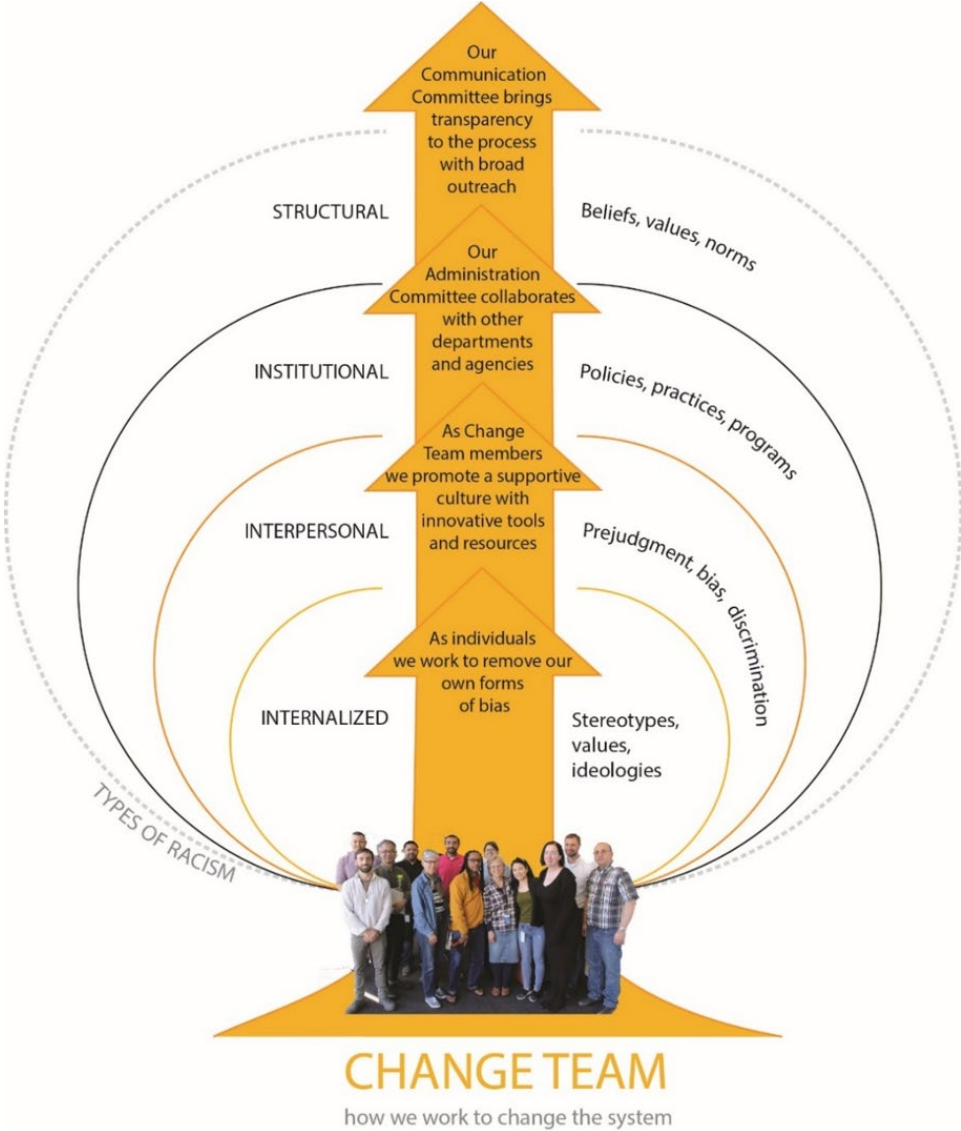 Our
Communication
Committee brings
transparency
to the process
with broad
outreach
STRUCTURAL
Beliefs, values, norms
Our
Administration
Committee collaborates
with other
departments
and agencies
INSTITUTIONAL
Policies, practices, programs
As Change
Team members
we promote a supportive
culture with
innovative tools
and resources
INTERPERSONAL
Prejudgment, bias, discrimination
As individuals
we work to remove our
own forms
of bias
INTERNALIZED
Stereotypes,
values,
ideologies
TYPES OF RACISM
CHANGE TEAM
how we work to change the system